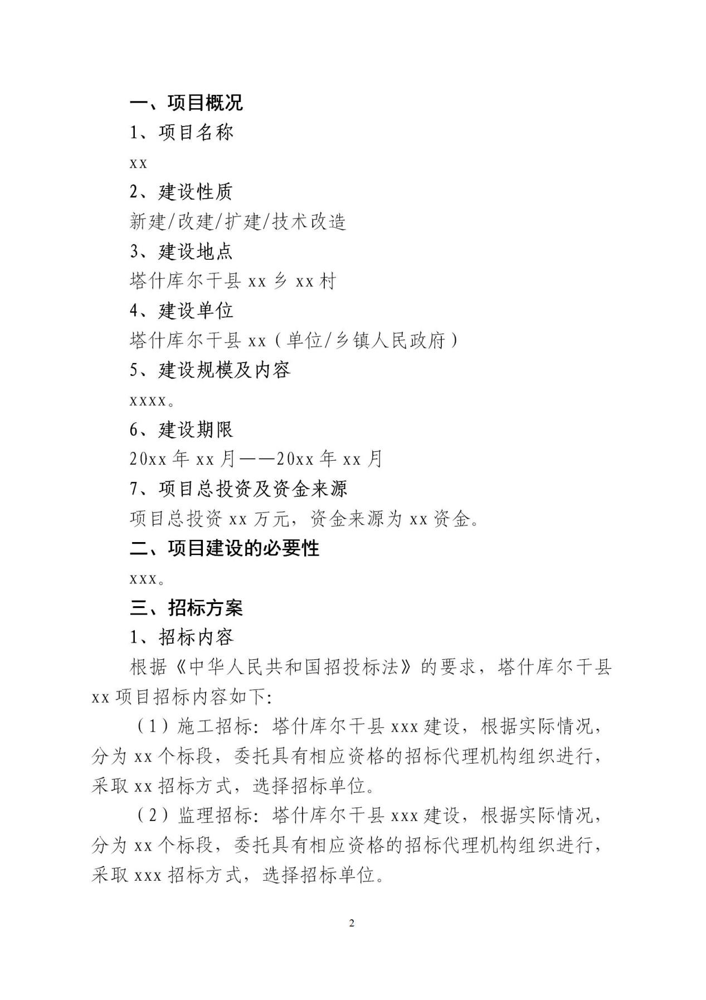 一、项目概况
1、项目名称
xx
2、建设性质
新建/改建/扩建/技术改造
3、建设地点
塔什库尔干县 xx 乡 xx 村
4、建设单位
塔什库尔干县 xx（单位/乡镇人民政府）
5、建设规模及内容
xxxx。
6、建设期限
20xx 年 xx 月——20xx 年 xx 月
7、项目总投资及资金来源
项目总投资 xx 万元，资金来源为 xx 资金。
二、项目建设的必要性
xxx。
三、招标方案
1、招标内容
根据《中华人民共和国招投标法》的要求，塔什库尔干县
xx 项目招标内容如下：
（1）施工招标：塔什库尔干县 xxx 建设，根据实际情况，
分为 xx 个标段，委托具有相应资格的招标代理机构组织进行，
采取 xx 招标方式，选择招标单位。
（2）监理招标：塔什库尔干县 xxx 建设，根据实际情况，
分为 xx 个标段，委托具有相应资格的招标代理机构组织进行，
采取 xxx 招标方式，选择招标单位。
2